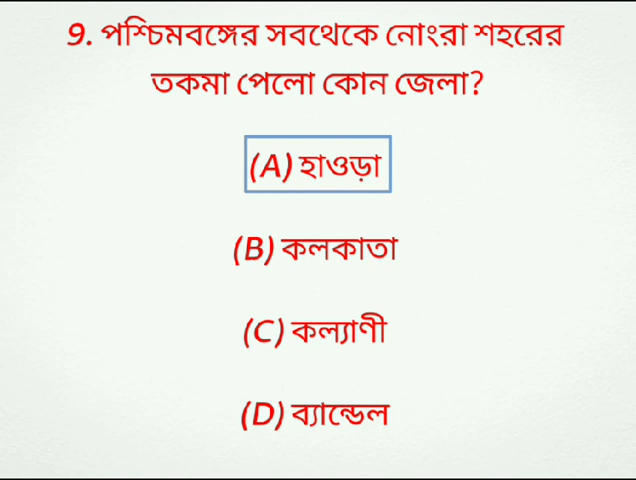 9. পশ্চিমবঙ্গের সবথেকে নোংরা শহরের
তকমা পেলো কোন জেলা?
(A) হাওড়া
(B) কলকাতা
(C) কল্যাণী
(D) ব্যান্ডেল